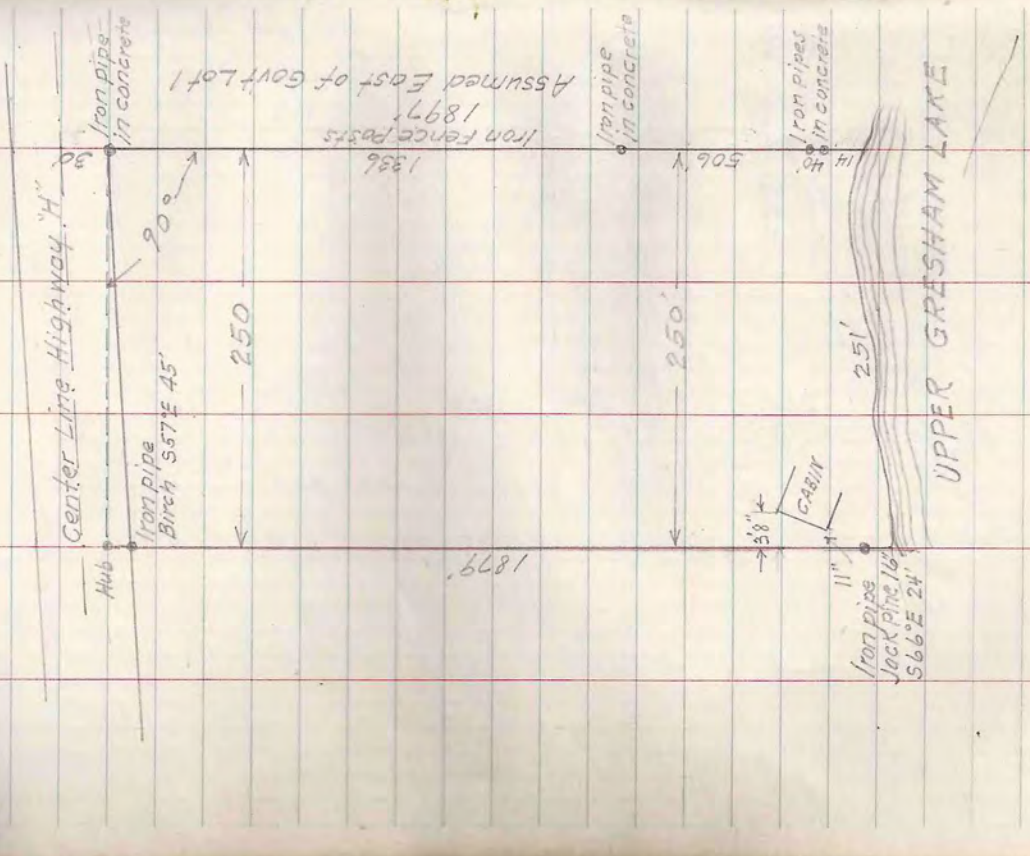 Center Line Highway "H"
Hub
30'
Iron pipe
in concrete
Iron pipe
Birch S57°E 45'
90°
250
Assumed East of Govt Lot 1
1897'
Iron Fence Posts
1336
Iron pipe
in concrete
506'
250'
1879'
Iron pipes
in concrete
40'
14
3'8"
CABIN
11"
Iron pipe
Jack Pine 16"
S66°E 24'
251'
UPPER GRESHAM LAKE